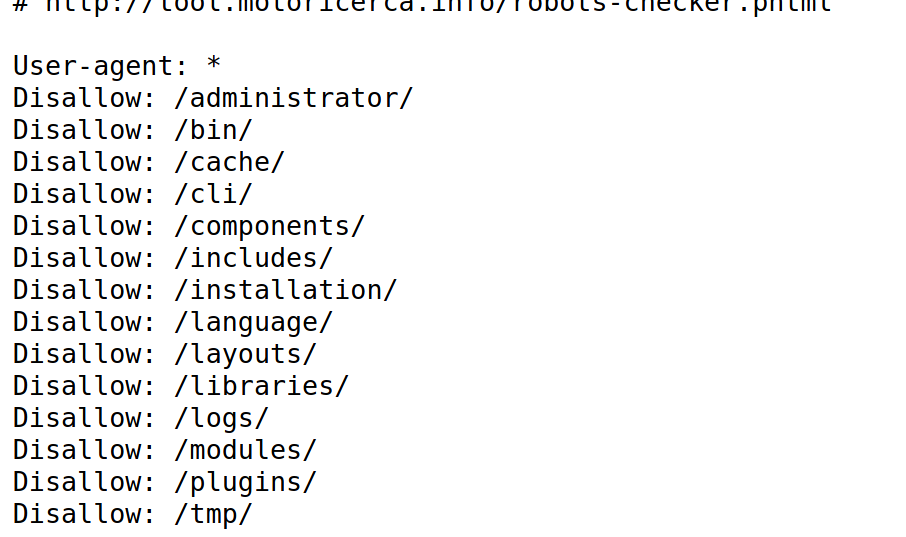 # http://tool.motoricerca.info/robots-checker.phtml
User-agent: *
Disallow: /administrator/
Disallow: /bin/
Disallow: /cache/
Disallow: /cli/
Disallow: /components/
Disallow: /includes/
Disallow: /installation/
Disallow: /language/
Disallow: /layouts/
Disallow: /libraries/
Disallow: /logs/
Disallow: /modules/
Disallow: /plugins/
Disallow: /tmp/